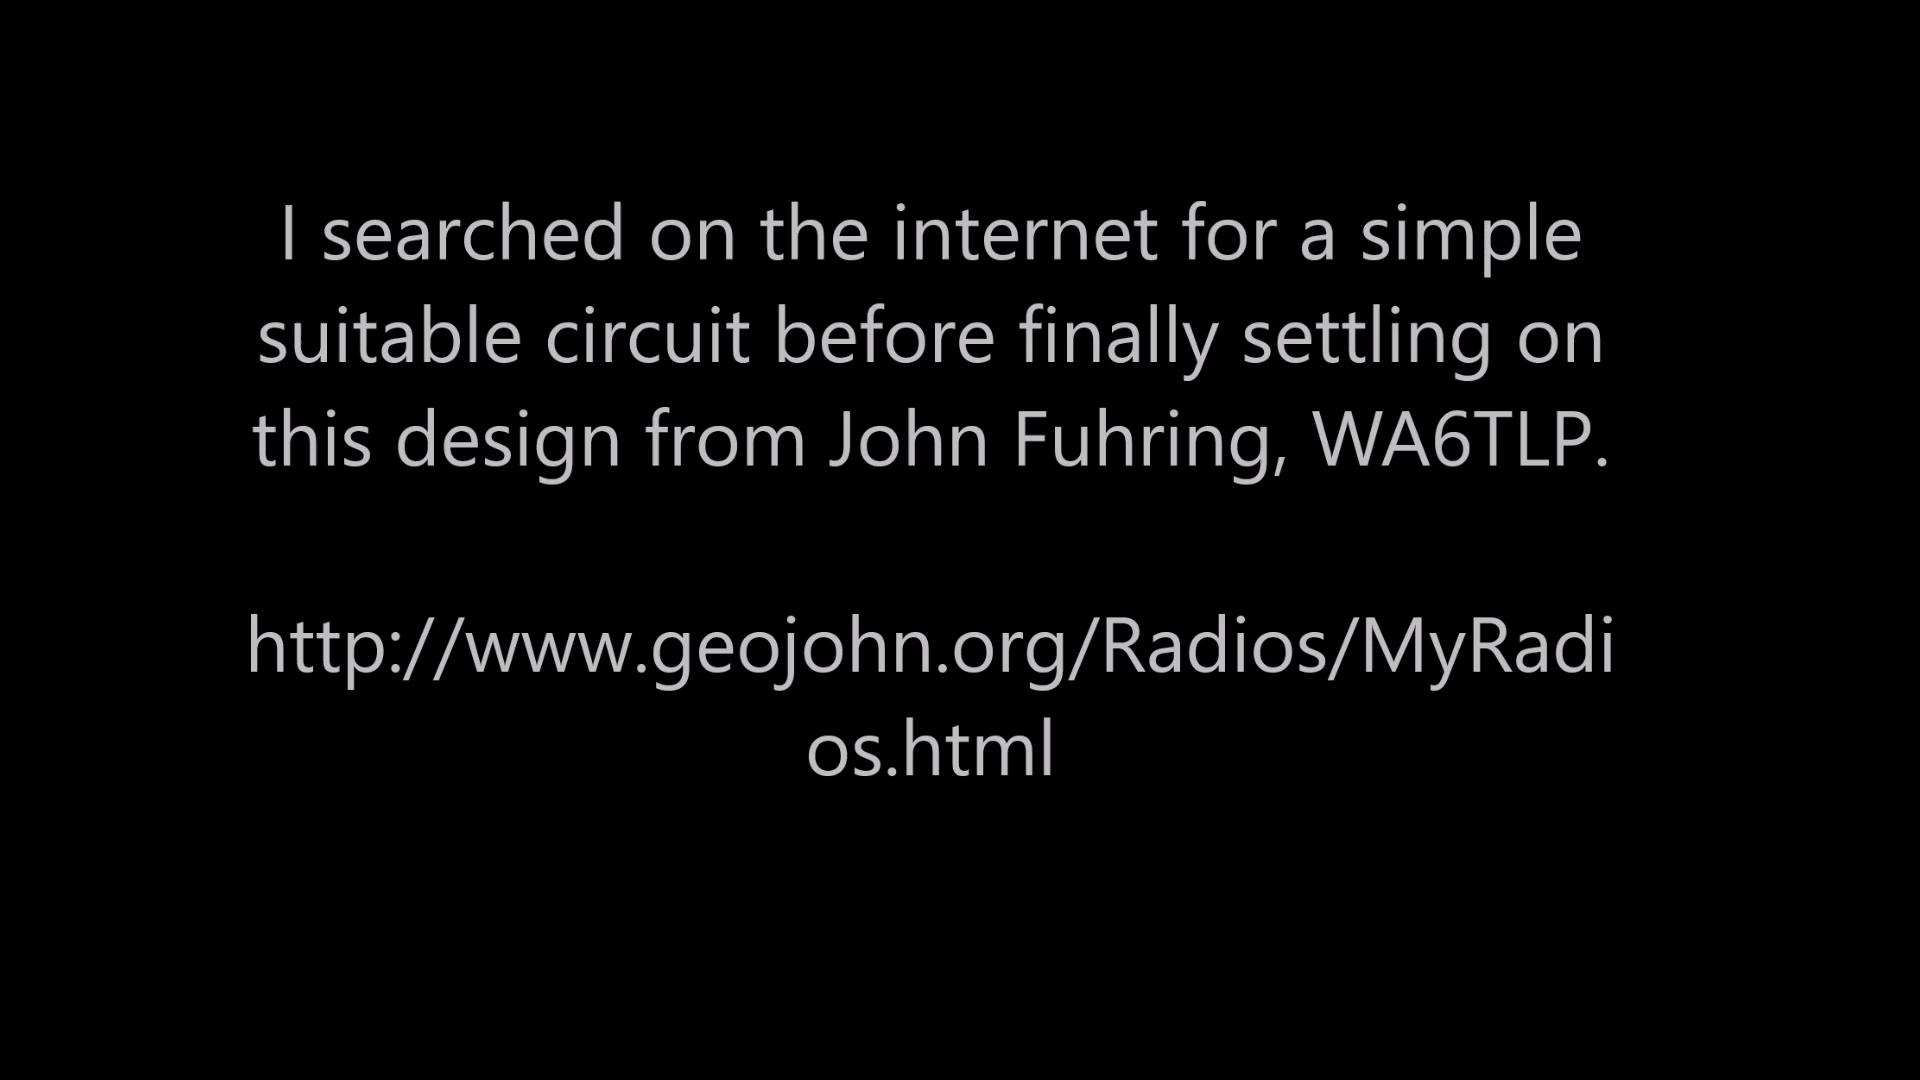 I searched on the internet for a simple
suitable circuit before finally settling on
this design from John Fuhring, WA6TLP.
http://www.geojohn.org/Radios/MyRadi
os.html